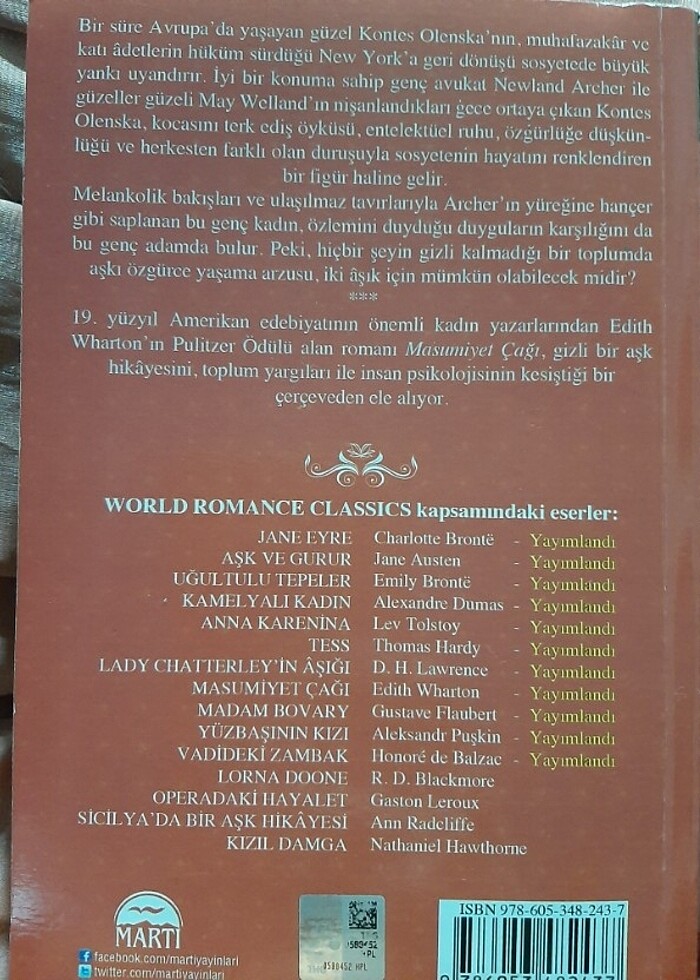 Bir süre Avrupa'da yaşayan güzel Kontes Olenska'nın, muhafazakâr ve
katı âdetlerin hüküm sürdüğü New York'a geri dönüşü sosyetede büyük
yankı uyandırır. İyi bir konuma sahip genç avukat Newland Archer ile
güzeller güzeli May Welland'ın nişanlandıkları gece ortaya çıkan Kontes
Olenska, kocasını terk ediş öyküsü, entelektüel ruhu, özgürlüğe düşkün-
lüğü ve herkesten farklı olan duruşuyla sosyetenin hayatını renklendiren
bir figür haline gelir.
Melankolik bakışları ve ulaşılmaz tavırlarıyla Archer'ın yüreğine hançer
gibi saplanan bu genç kadın, özlemini duyduğu duyguların karşılığını da
bu genç adamda bulur. Peki, hiçbir şeyin gizli kalmadığı bir toplumda
aşkı özgürce yaşama arzusu, iki âşık için mümkün olabilecek midir?
***
19. yüzyıl Amerikan edebiyatının önemli kadın yazarlarından Edith
Wharton'ın Pulitzer Ödülü alan romanı Masumiyet Çağı, gizli bir aşk
hikâyesini, toplum yargıları ile insan psikolojisinin kesiştiği bir
çerçeveden ele alıyor.
WORLD ROMANCE CLASSICS kapsamındaki eserler:
JANE EYRE Charlotte Brontë - Yayımlandı
AŞK VE GURUR Jane Austen - Yayımlandı
UĞULTULU TEPELER Emily Brontë - Yayımlandı
KAMELYALI KADIN Alexandre Dumas - Yayımlandı
ANNA KARENİNA Lev Tolstoy - Yayımlandı
TESS Thomas Hardy - Yayımlandı
LADY CHATTERLEY'İN ÂŞIĞI D. H. Lawrence - Yayımlandı
MASUMİYET ÇAĞI Edith Wharton - Yayımlandı
MADAM BOVARY Gustave Flaubert - Yayımlandı
YÜZBAŞININ KIZI Aleksandr Puşkin - Yayımlandı
VADİDEKİ ZAMBAK Honoré de Balzac - Yayımlandı
LORNA DOONE R. D. Blackmore
OPERADAKİ HAYALET Gaston Leroux
SİCİLYA'DA BİR AŞK HİKÂYESİ Ann Radcliffe
KIZIL DAMGA Nathaniel Hawthorne
MARTI
facebook.com/martiyayinlari
twitter.com/martiyayinlari
0580452 HPL
ISBN 978-605-348-243-7